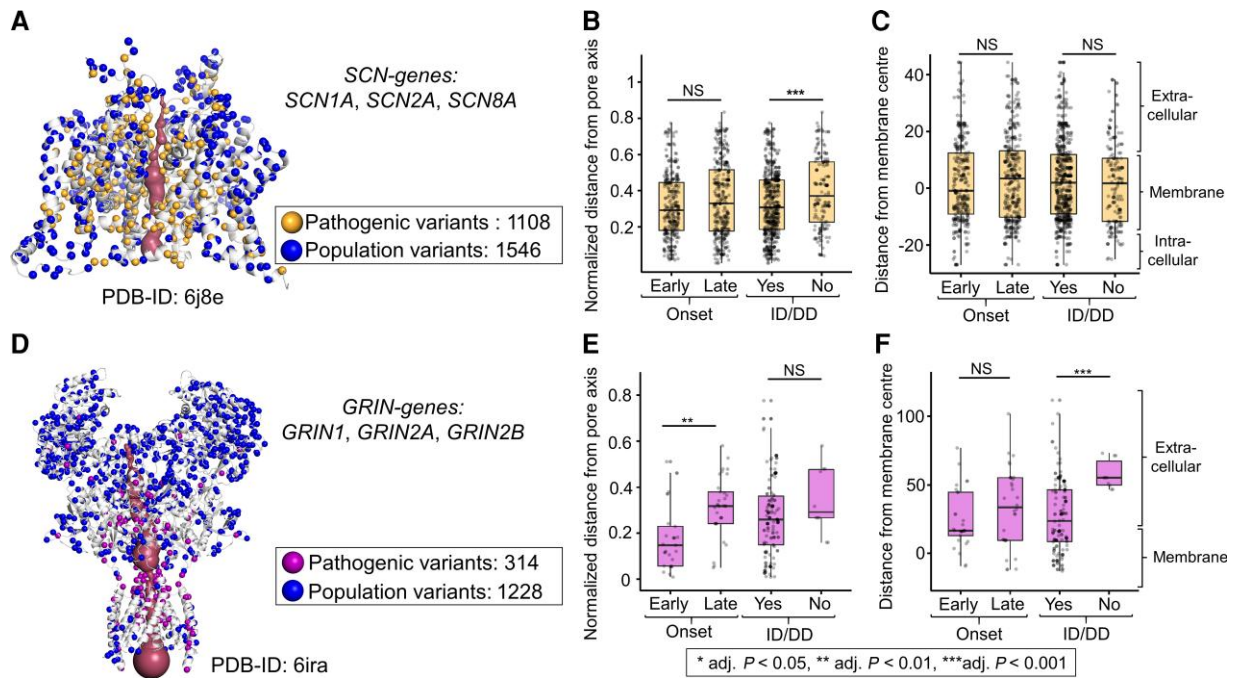 A
SCN-genes:
SCN1A, SCN2A, SCN8A
Pathogenic variants : 1108
Population variants: 1546
PDB-ID: 6j8e
B
Normalized distance from pore axis
1
0.8
0.6
0.4
0.2
NS
***
Early Late Yes No
Onset ID/DD
C
Distance from membrane centre
40
20
0
-20
NS NS
Extra-
cellular
Membrane
Intra-
cellular
Early Late Yes No
Onset ID/DD
D
GRIN-genes:
GRIN1, GRIN2A, GRIN2B
Pathogenic variants: 314
Population variants: 1228
PDB-ID: 6ira
E
Normalized distance from pore axis
0.8
0.6
0.4
0.2
0
**
NS
Early Late Yes No
Onset ID/DD
F
Distance from membrane centre
100
50
0
NS
***
Extra-
cellular
Membrane
Early Late Yes No
Onset ID/DD
* adj. P < 0.05, ** adj. P < 0.01, ***adj. P < 0.001